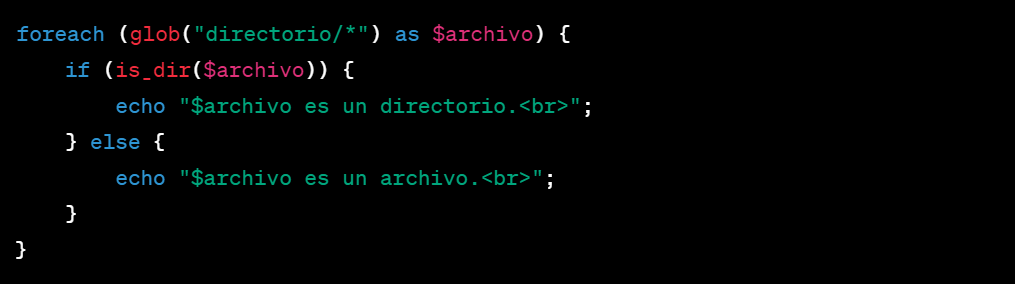 foreach (glob("directorio/*") as $archivo) {
    if (is_dir($archivo)) {
        echo "$archivo es un directorio.<br>";
    } else {
        echo "$archivo es un archivo.<br>";
    }
}